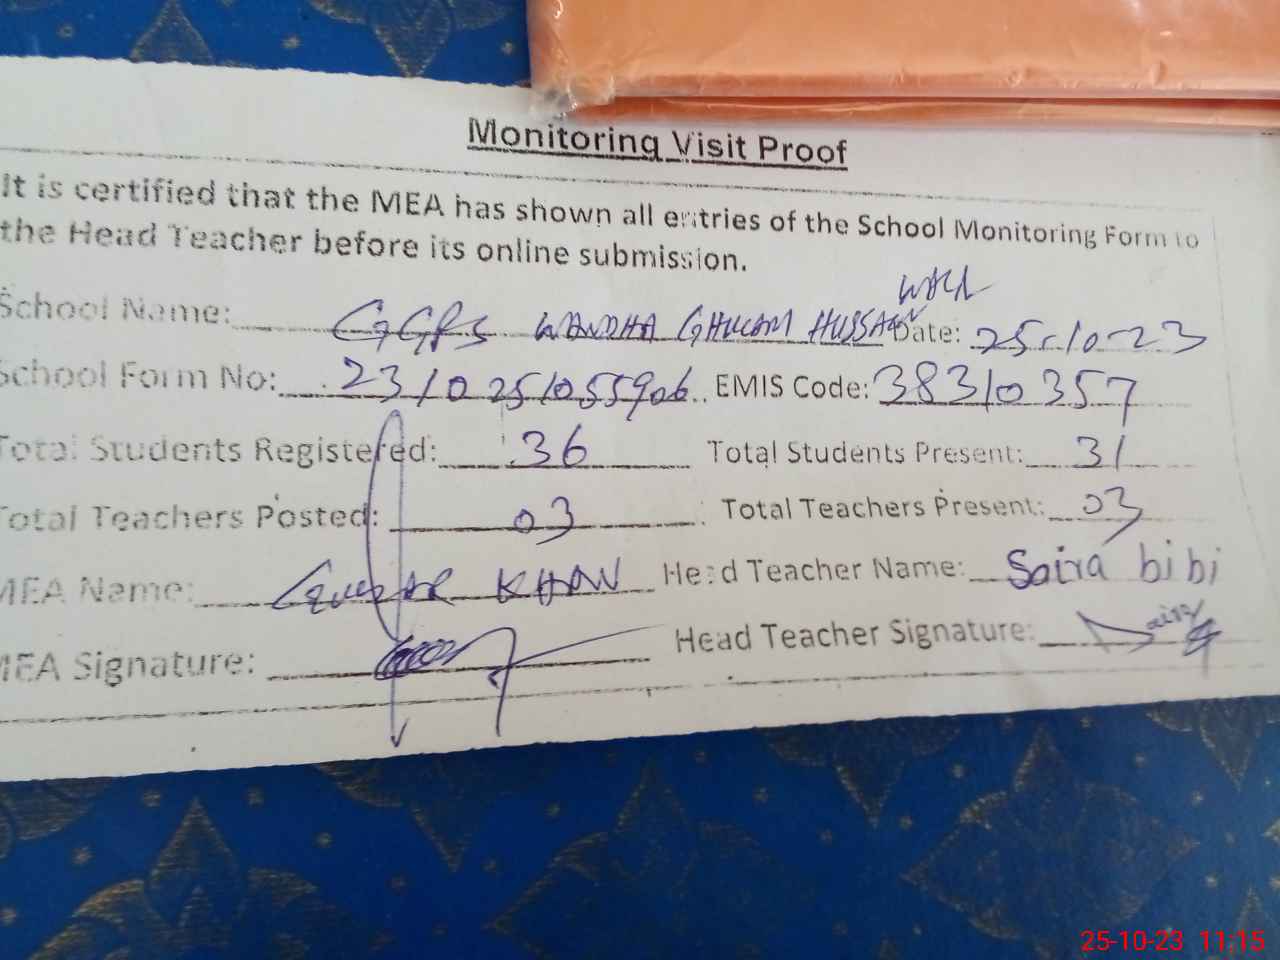 Monitoring Visit Proof
It is certified that the MEA has shown all entries of the School Monitoring Form to
the Head Teacher before its online submission.
School Name: GGPS WANDHA GHULAM HUSSAIN Date: 25-10-23
School Form No: 2310251055906 EMIS Code: 38310357
Total Students Registered: 36 Total Students Present: 31
Total Teachers Posted: 03 Total Teachers Present: 03
MEA Name: KHAN Head Teacher Name: Saira bibi
MEA Signature: Head Teacher Signature:
25-10-23 11:15